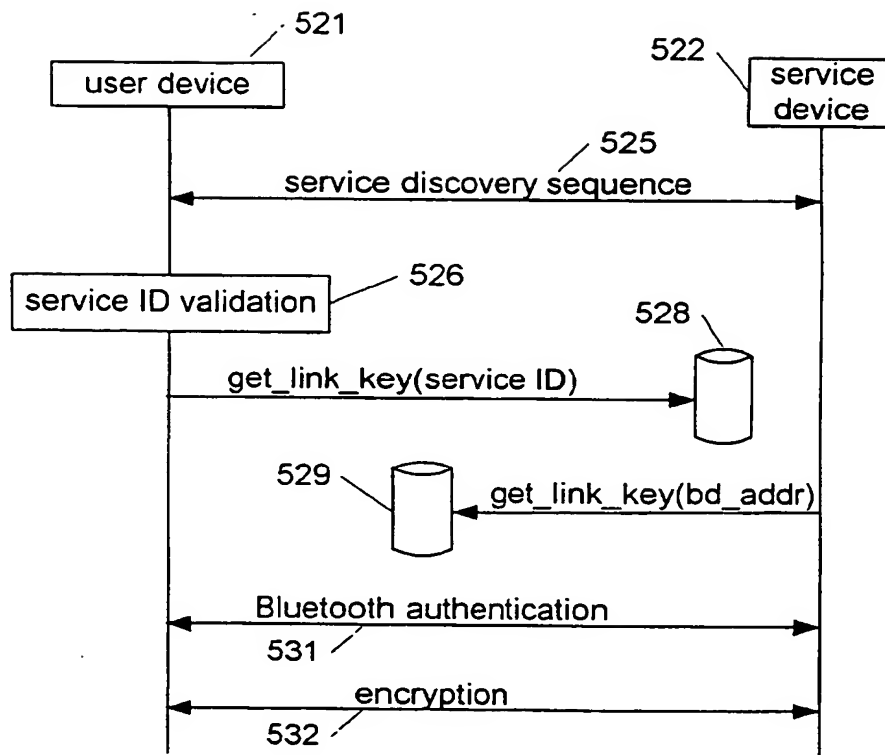 521
user device
522
service
device
525
service discovery sequence
service ID validation
526
528
get_link_key(service ID)
529
get_link_key(bd_addr)
Bluetooth authentication
531
encryption
532